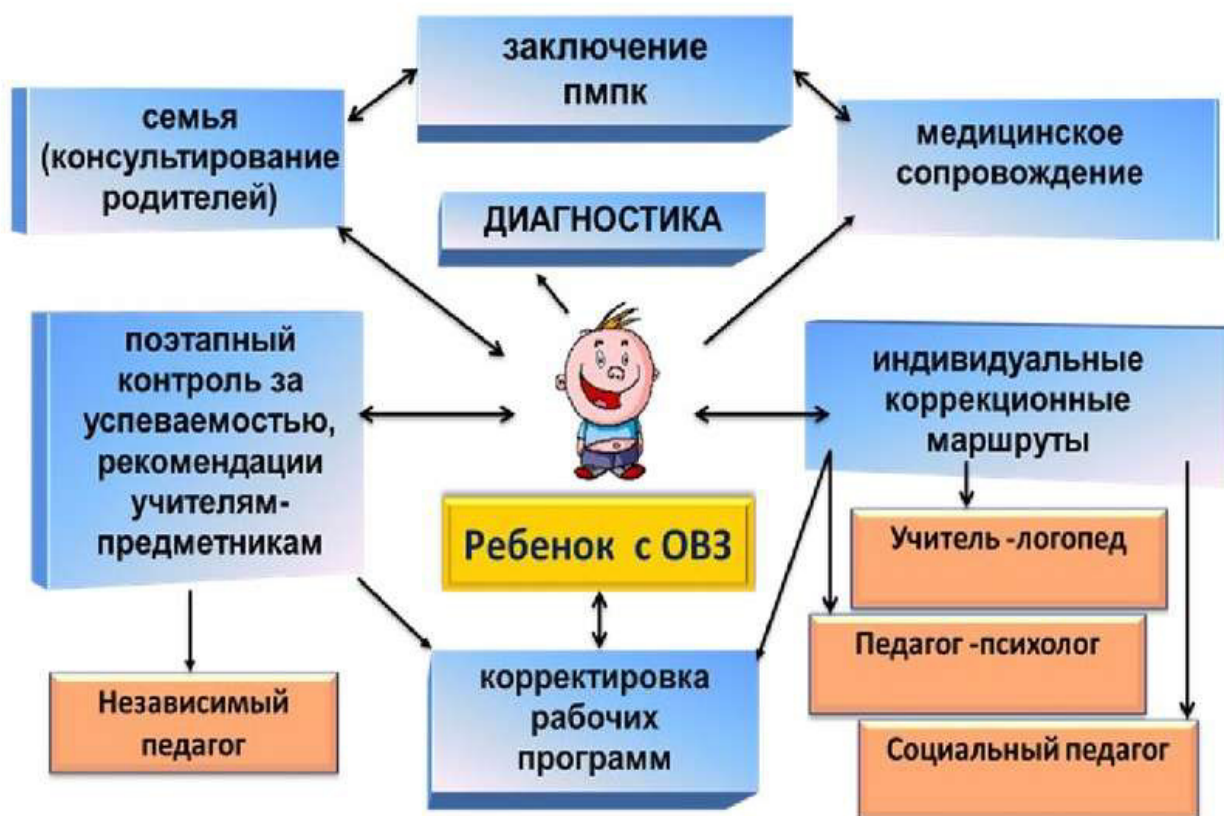 заключение
пмпк
семья
(консультирование
родителей)
медицинское
сопровождение
ДИАГНОСТИКА
поэтапный
контроль за
успеваемостью,
рекомендации
учителям-
предметникам
индивидуальные
коррекционные
маршруты
Ребенок с ОВЗ
Учитель -логопед
Педагог -психолог
Социальный педагог
Независимый
педагог
корректировка
рабочих
программ